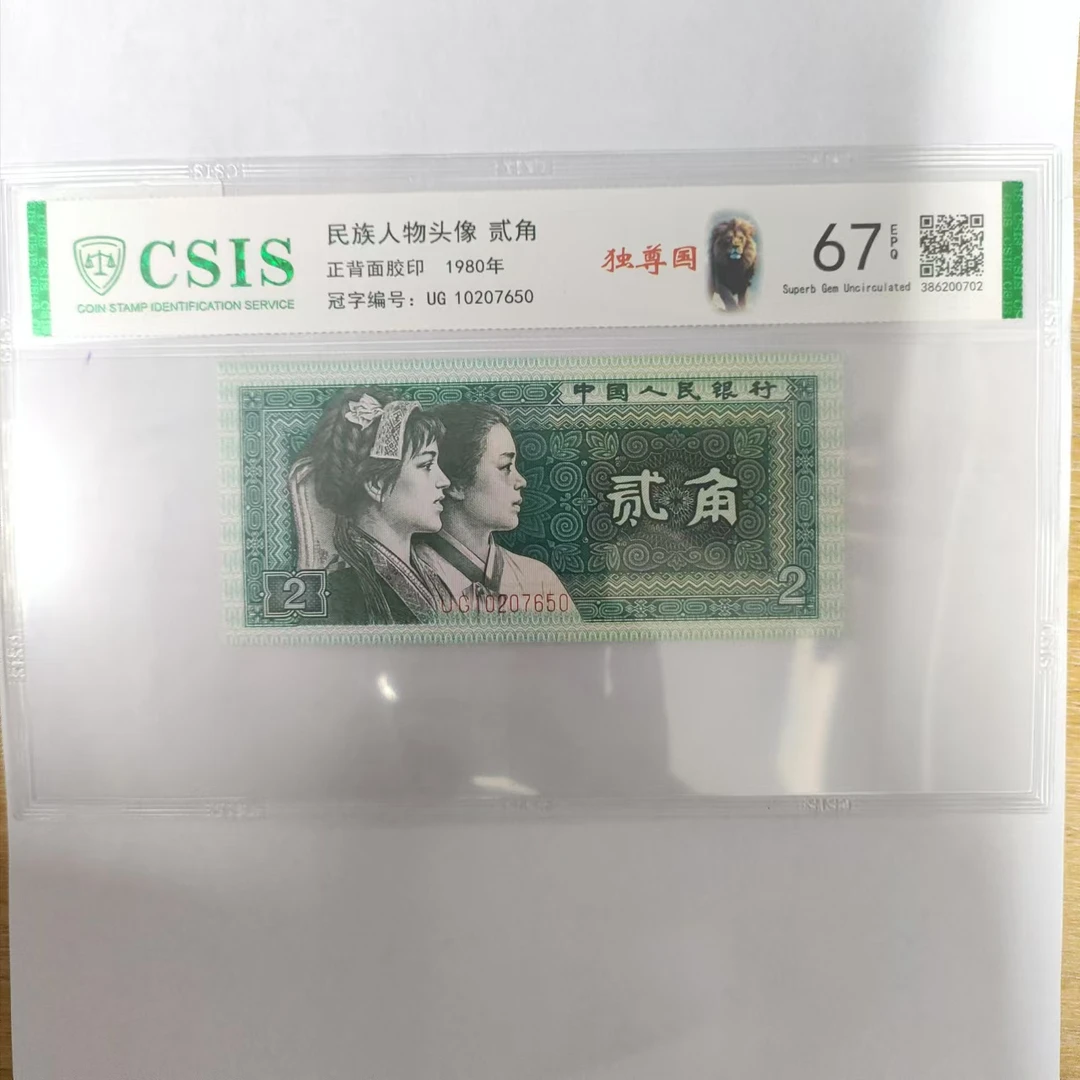 CSIS
COIN STAMP IDENTIFICATION SERVICE
民族人物头像 贰角
正背面胶印 1980年
冠字编号：UG 10207650
独尊国
67 EPQ
Superb Gem Uncirculated
386200702
中国人民银行
贰角
2
2
UG10207650